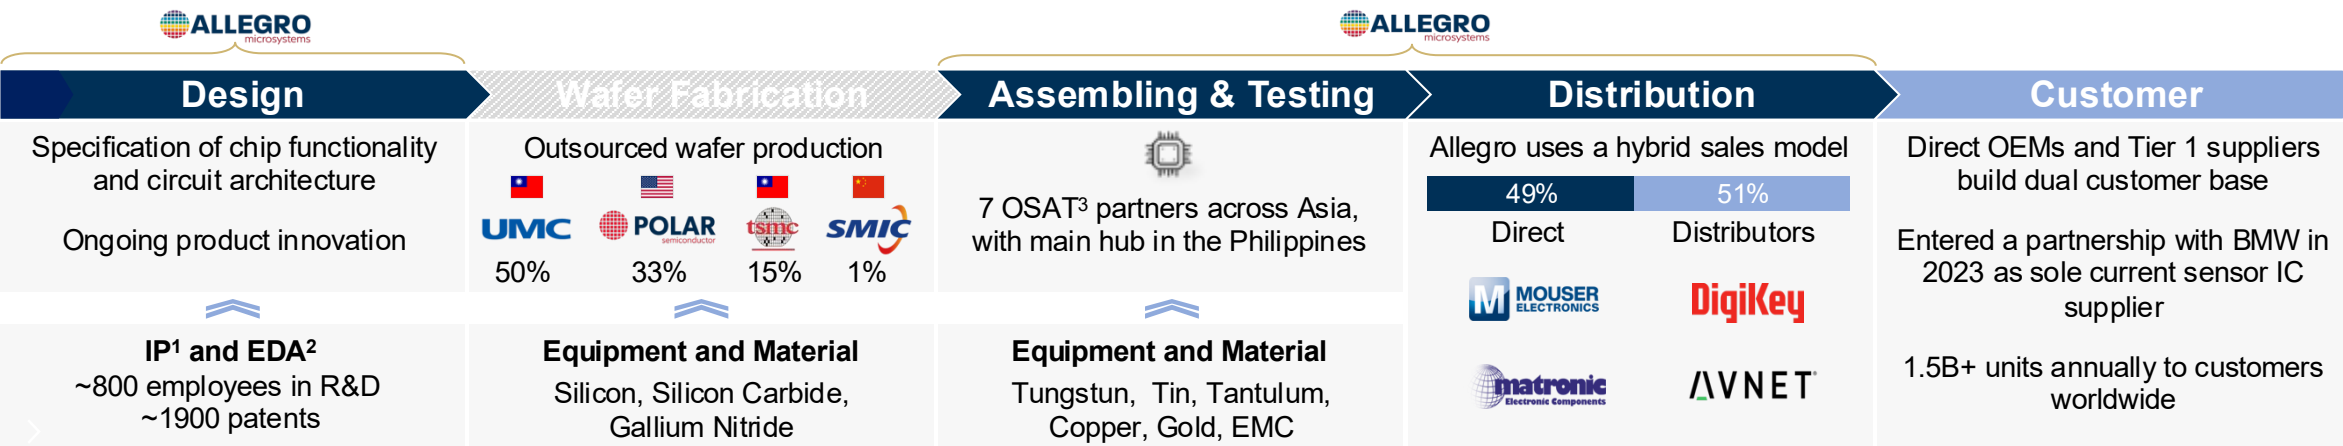 ALLEGRO
microsystems
ALLEGRO
microsystems
Design
Wafer Fabrication
Assembling & Testing
Distribution
Customer
Specification of chip functionality
and circuit architecture
Ongoing product innovation
IP1 and EDA2
~800 employees in R&D
~1900 patents
Outsourced wafer production
UMC
POLAR
semiconductor
tsmc
SMIC
50%
33%
15%
1%
Equipment and Material
Silicon, Silicon Carbide,
Gallium Nitride
7 OSAT3 partners across Asia,
with main hub in the Philippines
Equipment and Material
Tungstun, Tin, Tantulum,
Copper, Gold, EMC
Allegro uses a hybrid sales model
49%
51%
Direct
Distributors
M MOUSER
ELECTRONICS
DigiKey
matronic
Electronic Components
AVNET
Direct OEMs and Tier 1 suppliers
build dual customer base
Entered a partnership with BMW in
2023 as sole current sensor IC
supplier
1.5B+ units annually to customers
worldwide